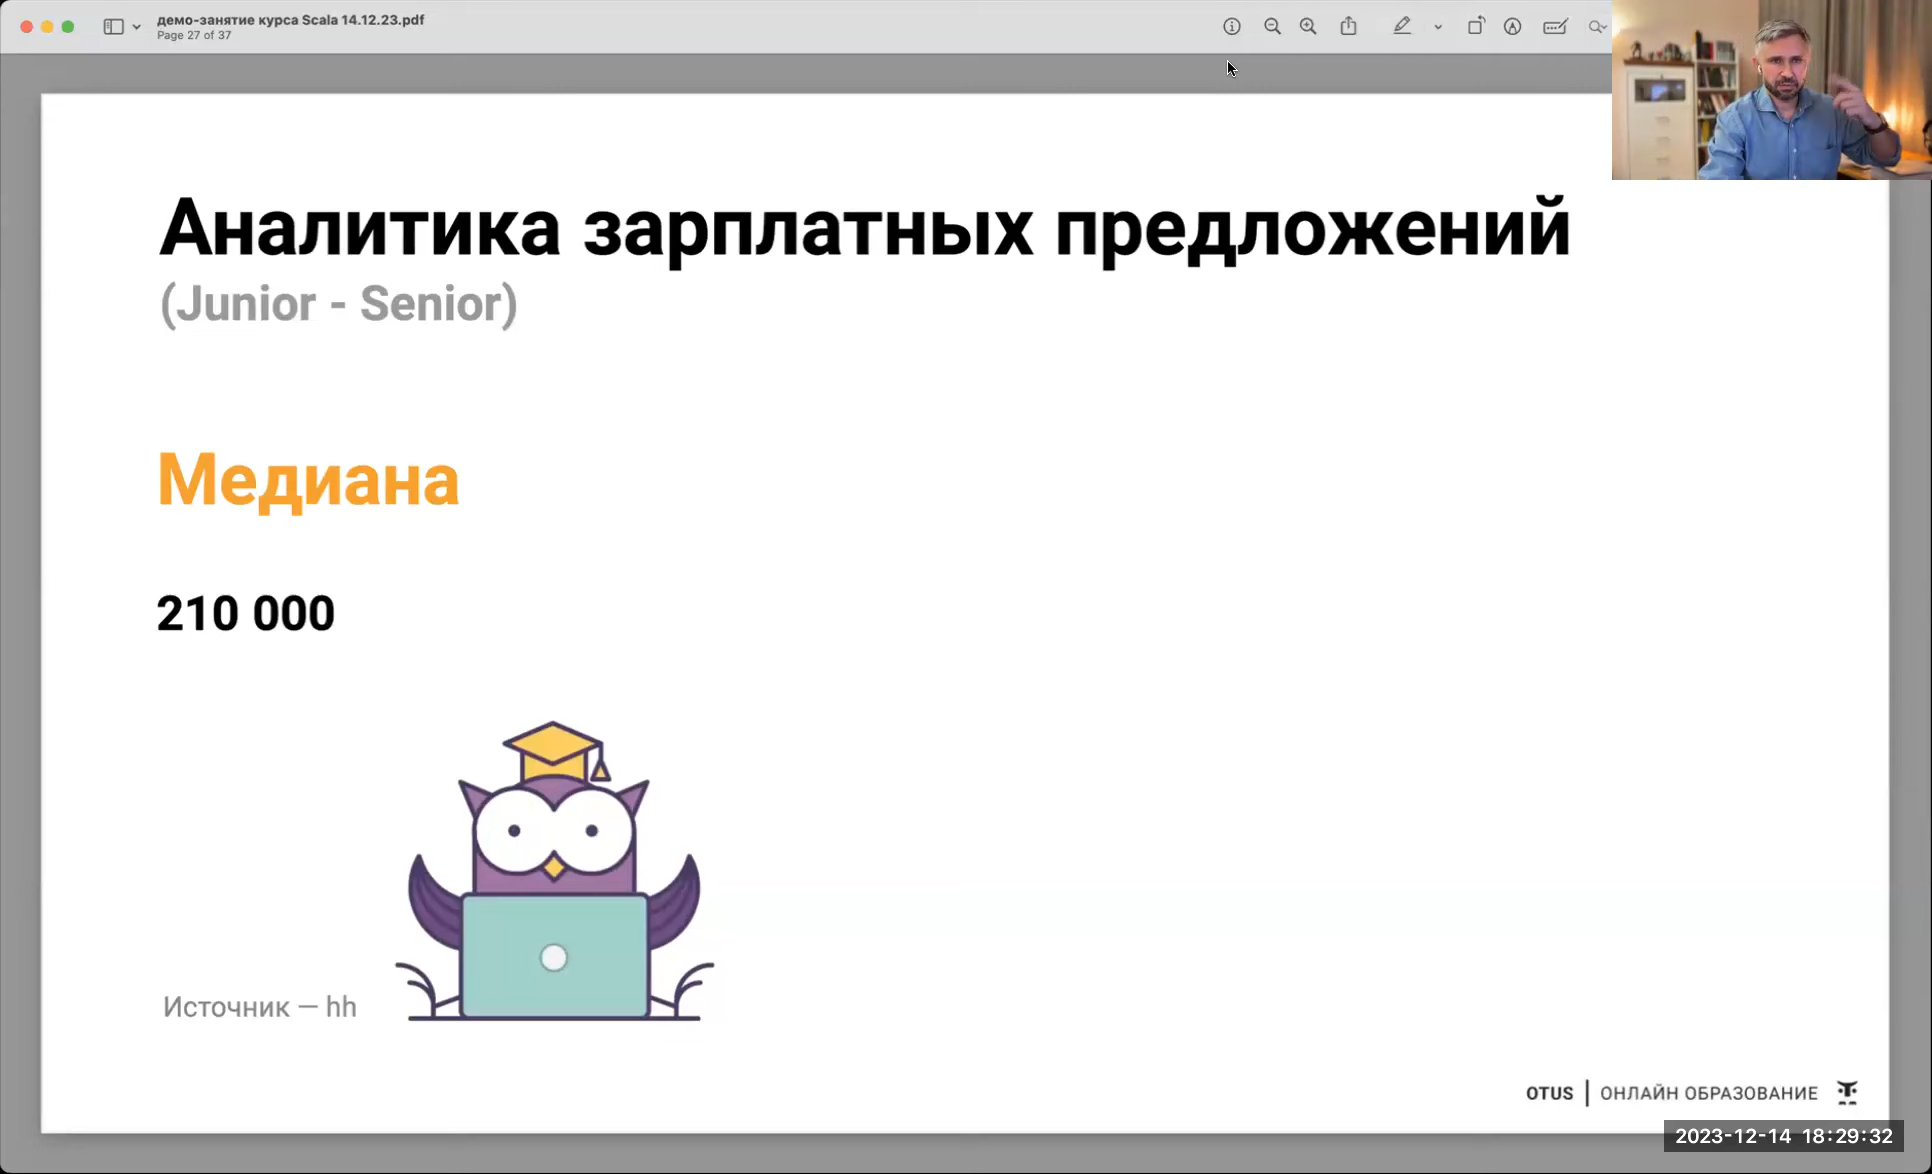 демо-занятие курса Scala 14.12.23.pdf
Page 27 of 37
Аналитика зарплатных предложений
(Junior - Senior)
Медиана
210 000
Источник — hh
OTUS | ОНЛАЙН ОБРАЗОВАНИЕ
2023-12-14 18:29:32